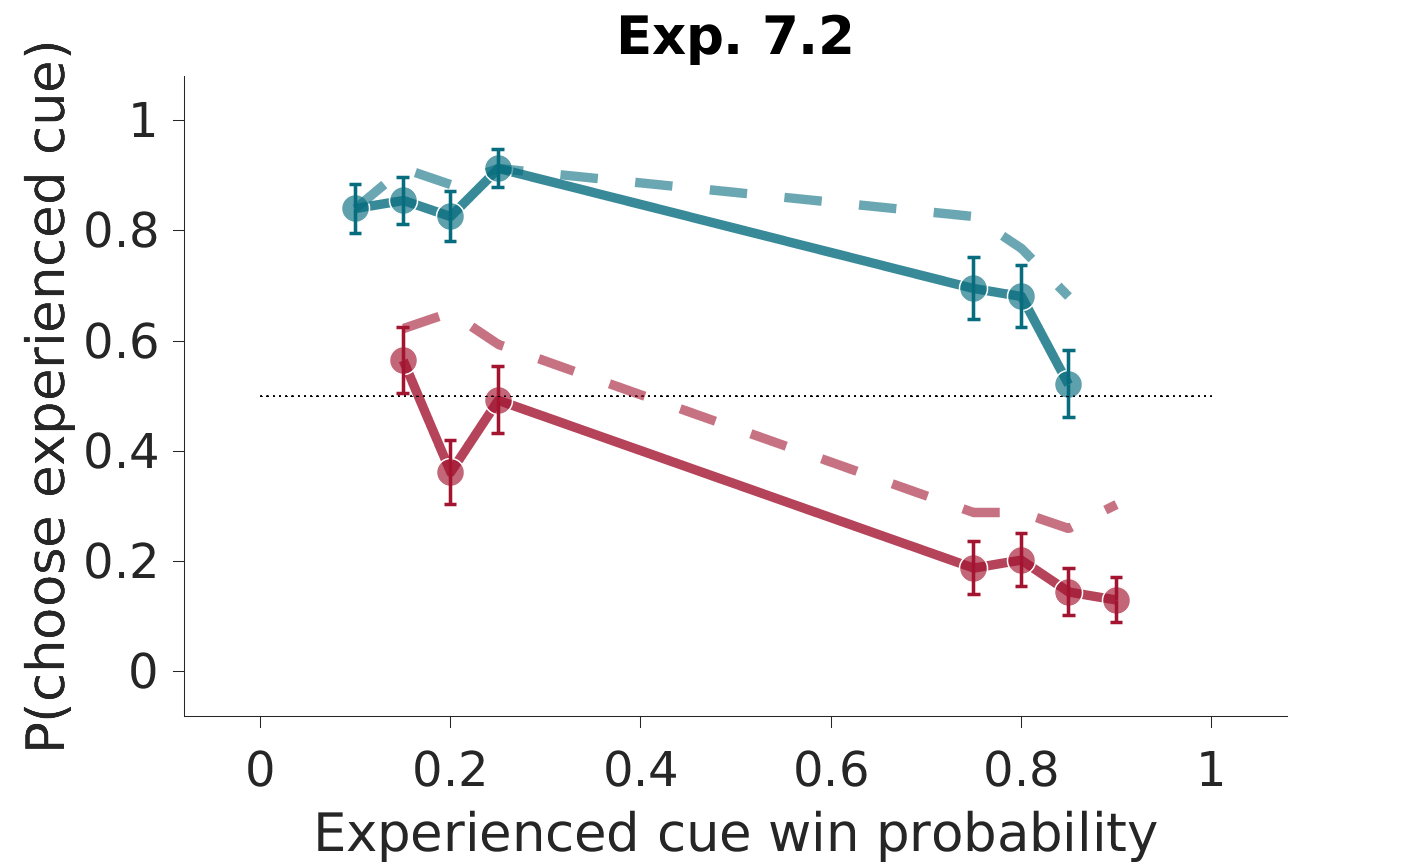 Exp. 7.2
P(choose experienced cue)
1
0.8
0.6
0.4
0.2
0
0 0.2 0.4 0.6 0.8 1
Experienced cue win probability